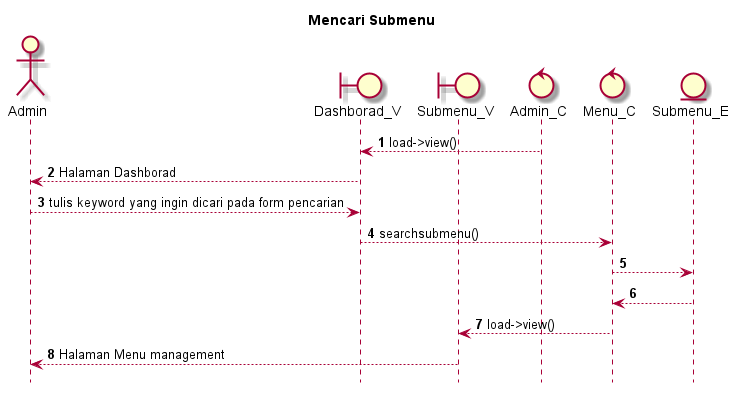 Mencari Submenu
Admin
Dashborad_V
Submenu_V
Admin_C
Menu_C
Submenu_E
1 load->view()
2 Halaman Dashborad
3 tulis keyword yang ingin dicari pada form pencarian
4 searchsubmenu()
5
6
7 load->view()
8 Halaman Menu management